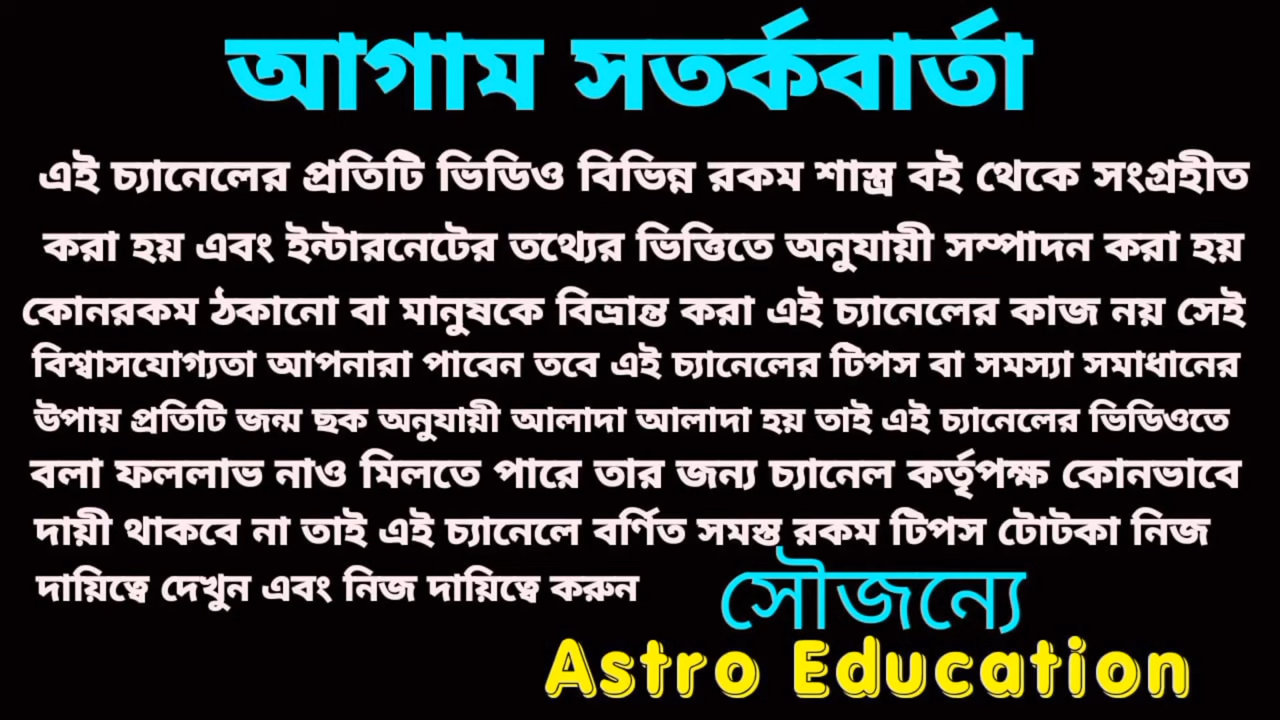 আগাম সতর্কবার্তা
এই চ্যানেলের প্রতিটি ভিডিও বিভিন্ন রকম শাস্ত্র বই থেকে সংগ্রহীত
করা হয় এবং ইন্টারনেটের তথ্যের ভিত্তিতে অনুযায়ী সম্পাদন করা হয়
কোনরকম ঠকানো বা মানুষকে বিভ্রান্ত করা এই চ্যানেলের কাজ নয় সেই
বিশ্বাসযোগ্যতা আপনারা পাবেন তবে এই চ্যানেলের টিপস বা সমস্যা সমাধানের
উপায় প্রতিটি জন্ম ছক অনুযায়ী আলাদা আলাদা হয় তাই এই চ্যানেলের ভিডিওতে
বলা ফললাভ নাও মিলতে পারে তার জন্য চ্যানেল কর্তৃপক্ষ কোনভাবে
দায়ী থাকবে না তাই এই চ্যানেলে বর্ণিত সমস্ত রকম টিপস টোটকা নিজ
দায়িত্বে দেখুন এবং নিজ দায়িত্বে করুন
সৌজন্যে
Astro Education